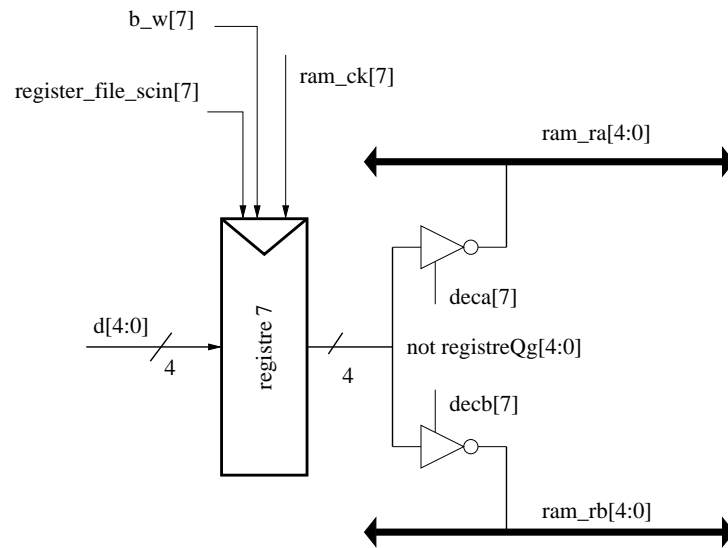 b_w[7]
ram_ck[7]
register_file_scin[7]
ram_ra[4:0]
deca[7]
d[4:0]
4
registre 7
4
not registreQg[4:0]
decb[7]
ram_rb[4:0]